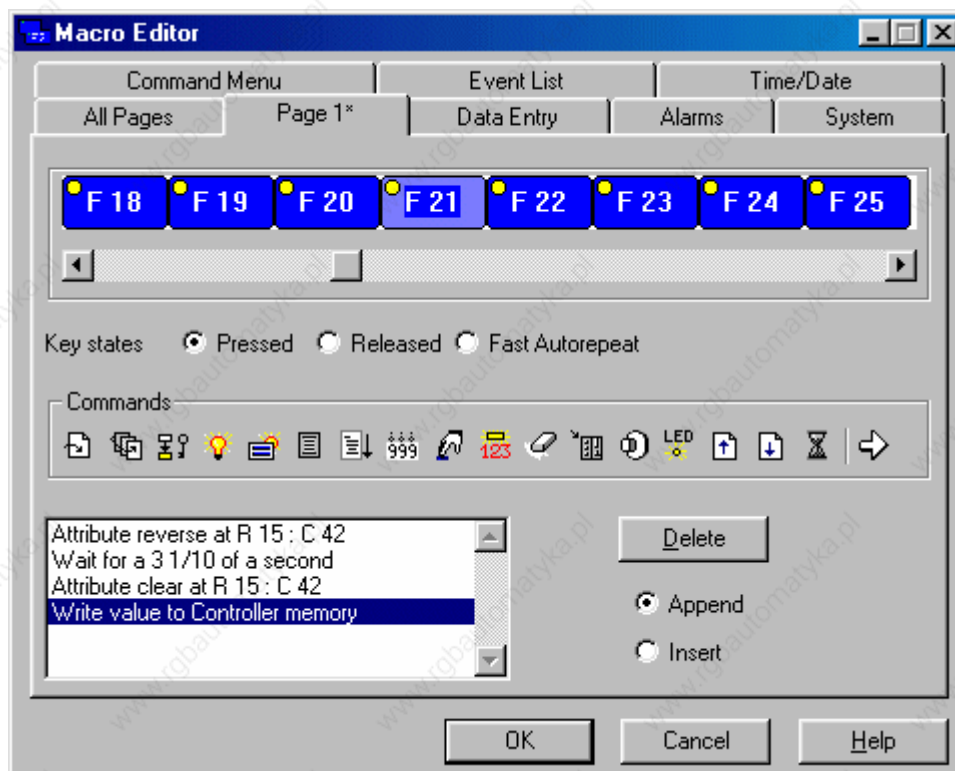 Macro Editor
Command Menu Event List Time/Date
All Pages Page 1* Data Entry Alarms System
F 18 F 19 F 20 F 21 F 22 F 23 F 24 F 25
Key states Pressed Released Fast Autorepeat
Commands
999 123 LED
Attribute reverse at R 15 : C 42
Wait for a 3 1/10 of a second
Attribute clear at R 15 : C 42
Write value to Controller memory
Delete
Append
Insert
OK Cancel Help
www.rgbautomatyka.pl